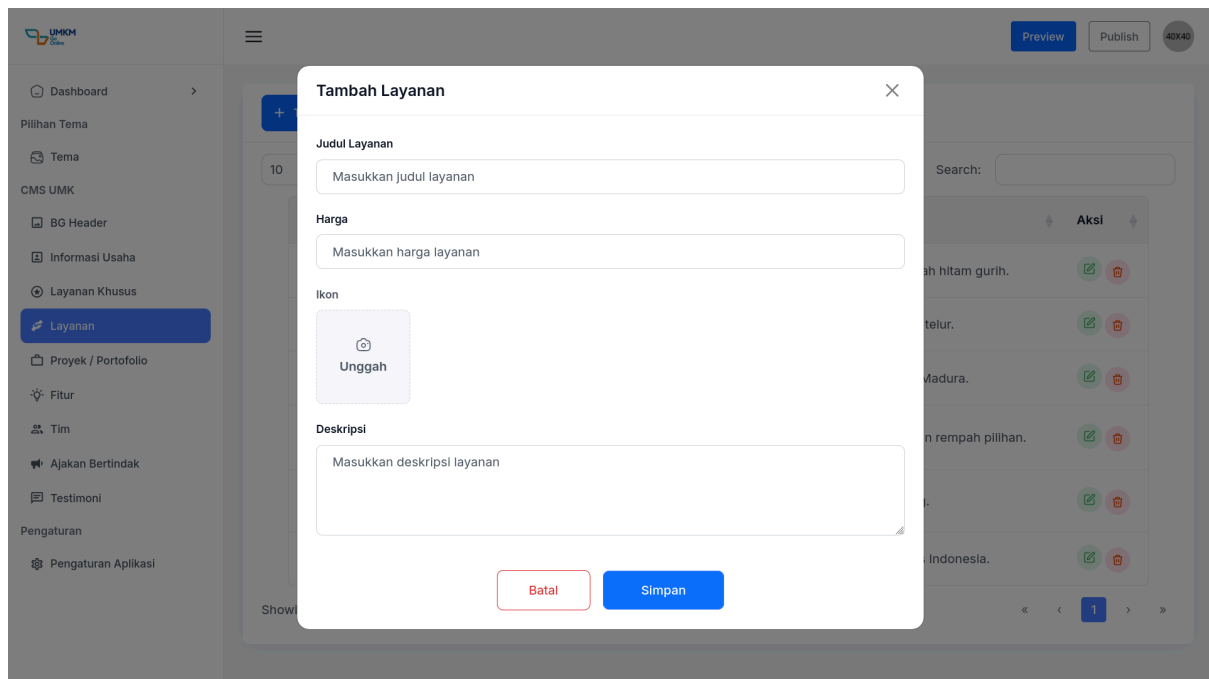 UMKM
Go
Online
Preview
Publish
40X40
Dashboard
Pilihan Tema
Tema
CMS UMK
BG Header
Informasi Usaha
Layanan Khusus
Layanan
Proyek / Portofolio
Fitur
Tim
Ajakan Bertindak
Testimoni
Pengaturan
Pengaturan Aplikasi
+
10
Search:
Aksi
ah hitam gurih.
telur.
Madura.
n rempah pilihan.
Indonesia.
Showi
« ‹ 1 › »
Tambah Layanan
Judul Layanan
Masukkan judul layanan
Harga
Masukkan harga layanan
Ikon
Unggah
Deskripsi
Masukkan deskripsi layanan
Batal
Simpan